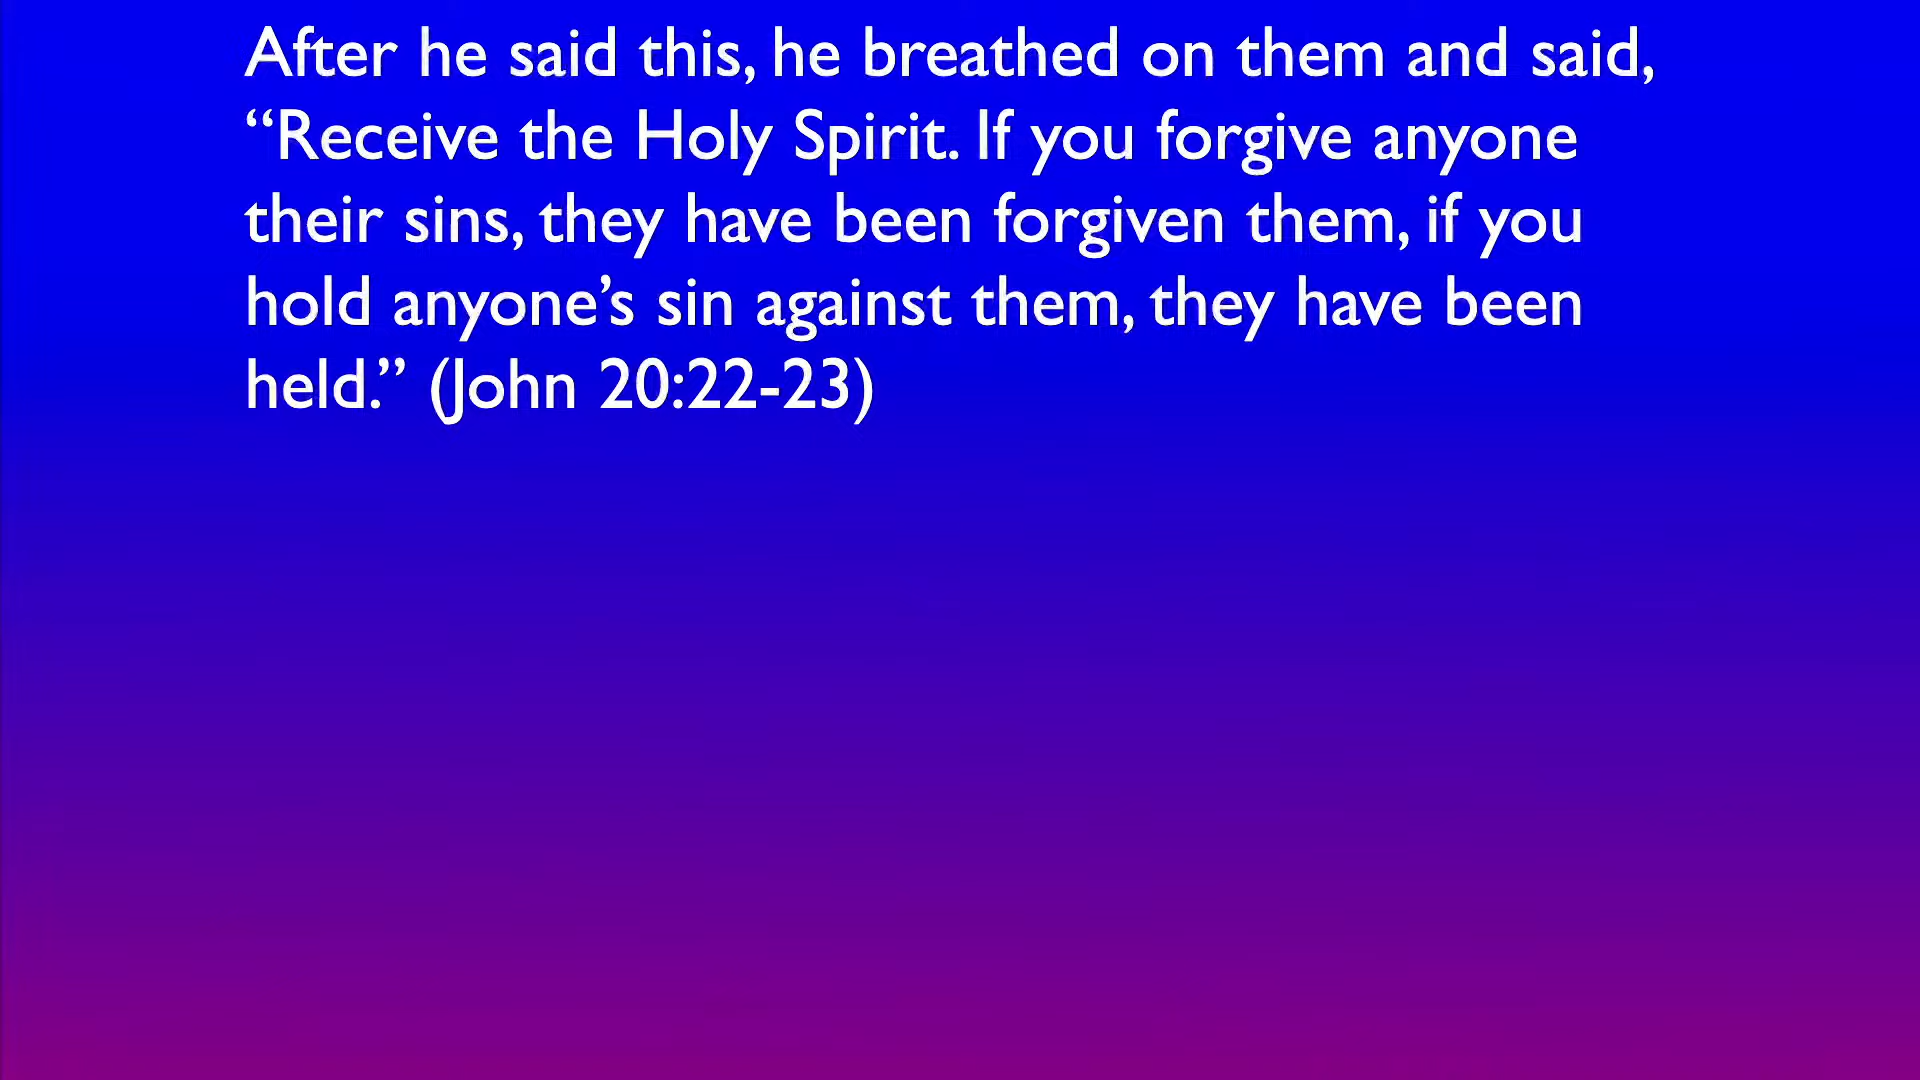 After he said this, he breathed on them and said,
“Receive the Holy Spirit. If you forgive anyone
their sins, they have been forgiven them, if you
hold anyone’s sin against them, they have been
held.” (John 20:22-23)